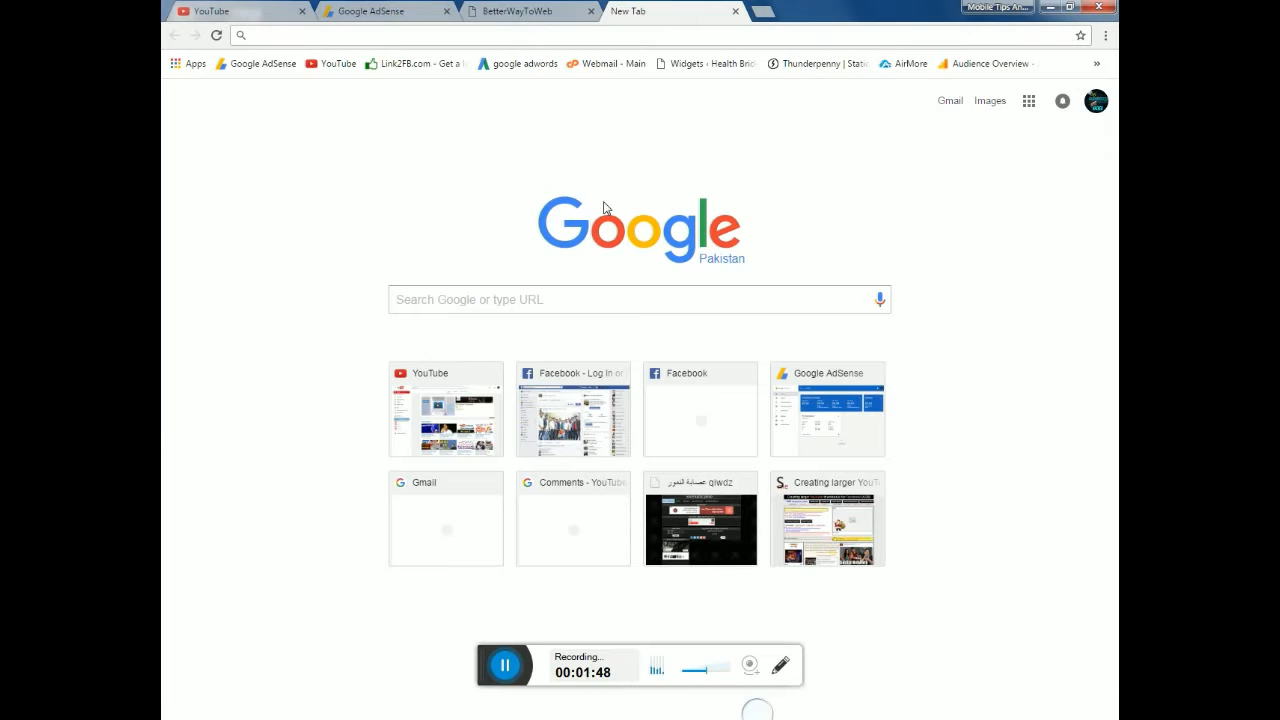 YouTube
Google AdSense
BetterWayToWeb
New Tab
Mobile Tips An...
Apps
Google AdSense
YouTube
Link2FB.com - Get a l
google adwords
Webmail - Main
Widgets ‹ Health Bri
Thunderpenny | Stati
AirMore
Audience Overview -
»
Gmail
Images
Google
Pakistan
Search Google or type URL
YouTube
Facebook - Log In or
Facebook
Google AdSense
Gmail
Comments - YouTube
عصابة النمور qiwdz
Creating larger YouT
Recording...
00:01:48